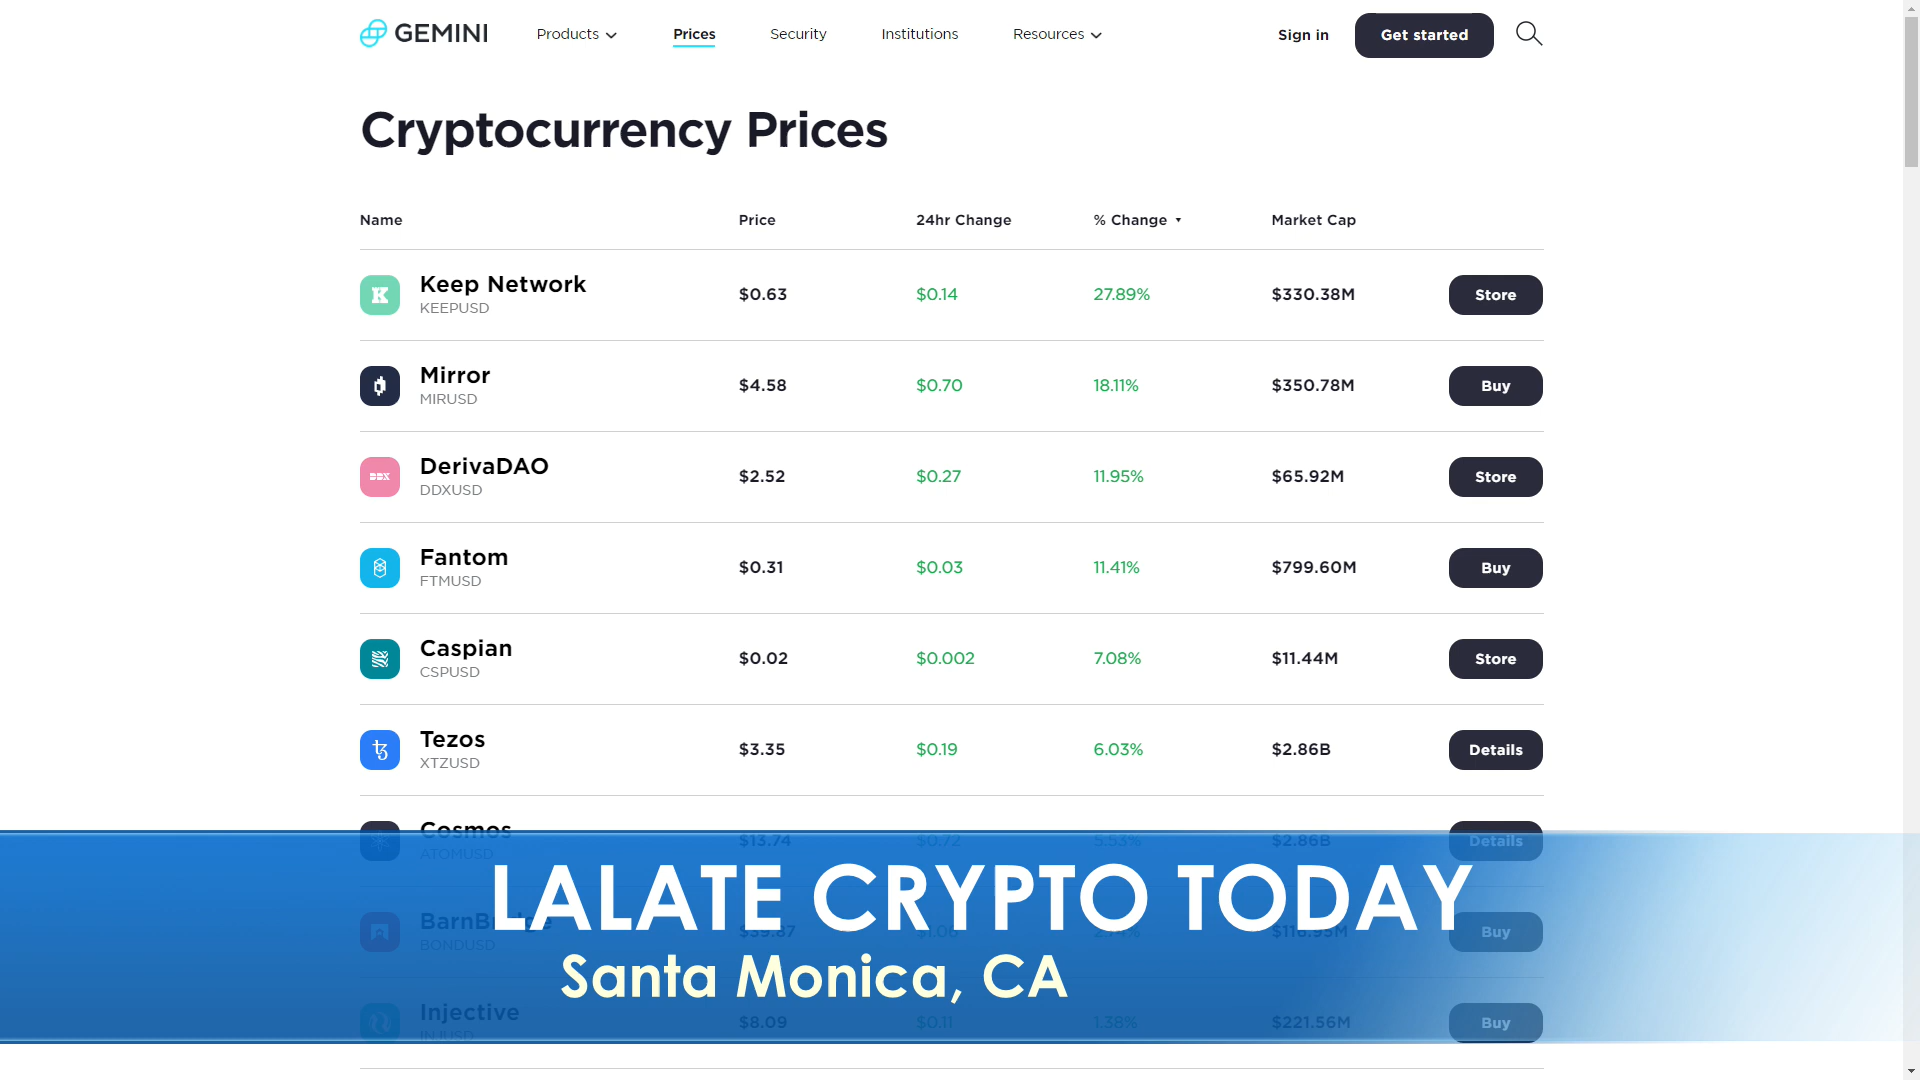 GEMINI Products Prices Security Institutions Resources Sign in Get started
Cryptocurrency Prices
Name Price 24hr Change % Change ▼ Market Cap
K Keep Network $0.63 $0.14 27.89% $330.38M Store
KEEPUSD
Mirror $4.58 $0.70 18.11% $350.78M Buy
MIRUSD
DDX DerivaDAO $2.52 $0.27 11.95% $65.92M Store
DDXUSD
Fantom $0.31 $0.03 11.41% $799.60M Buy
FTMUSD
Caspian $0.02 $0.002 7.08% $11.44M Store
CSPUSD
Tezos $3.35 $0.19 6.03% $2.86B Details
XTZUSD
Cosmos $13.74 $0.72 5.53% $2.86B Details
ATOMUSD
LALATE CRYPTO TODAY
BONDUSD Buy
Santa Monica, CA
Injective $8.09 $0.11 1.38% $221.56M Buy
INJUSD